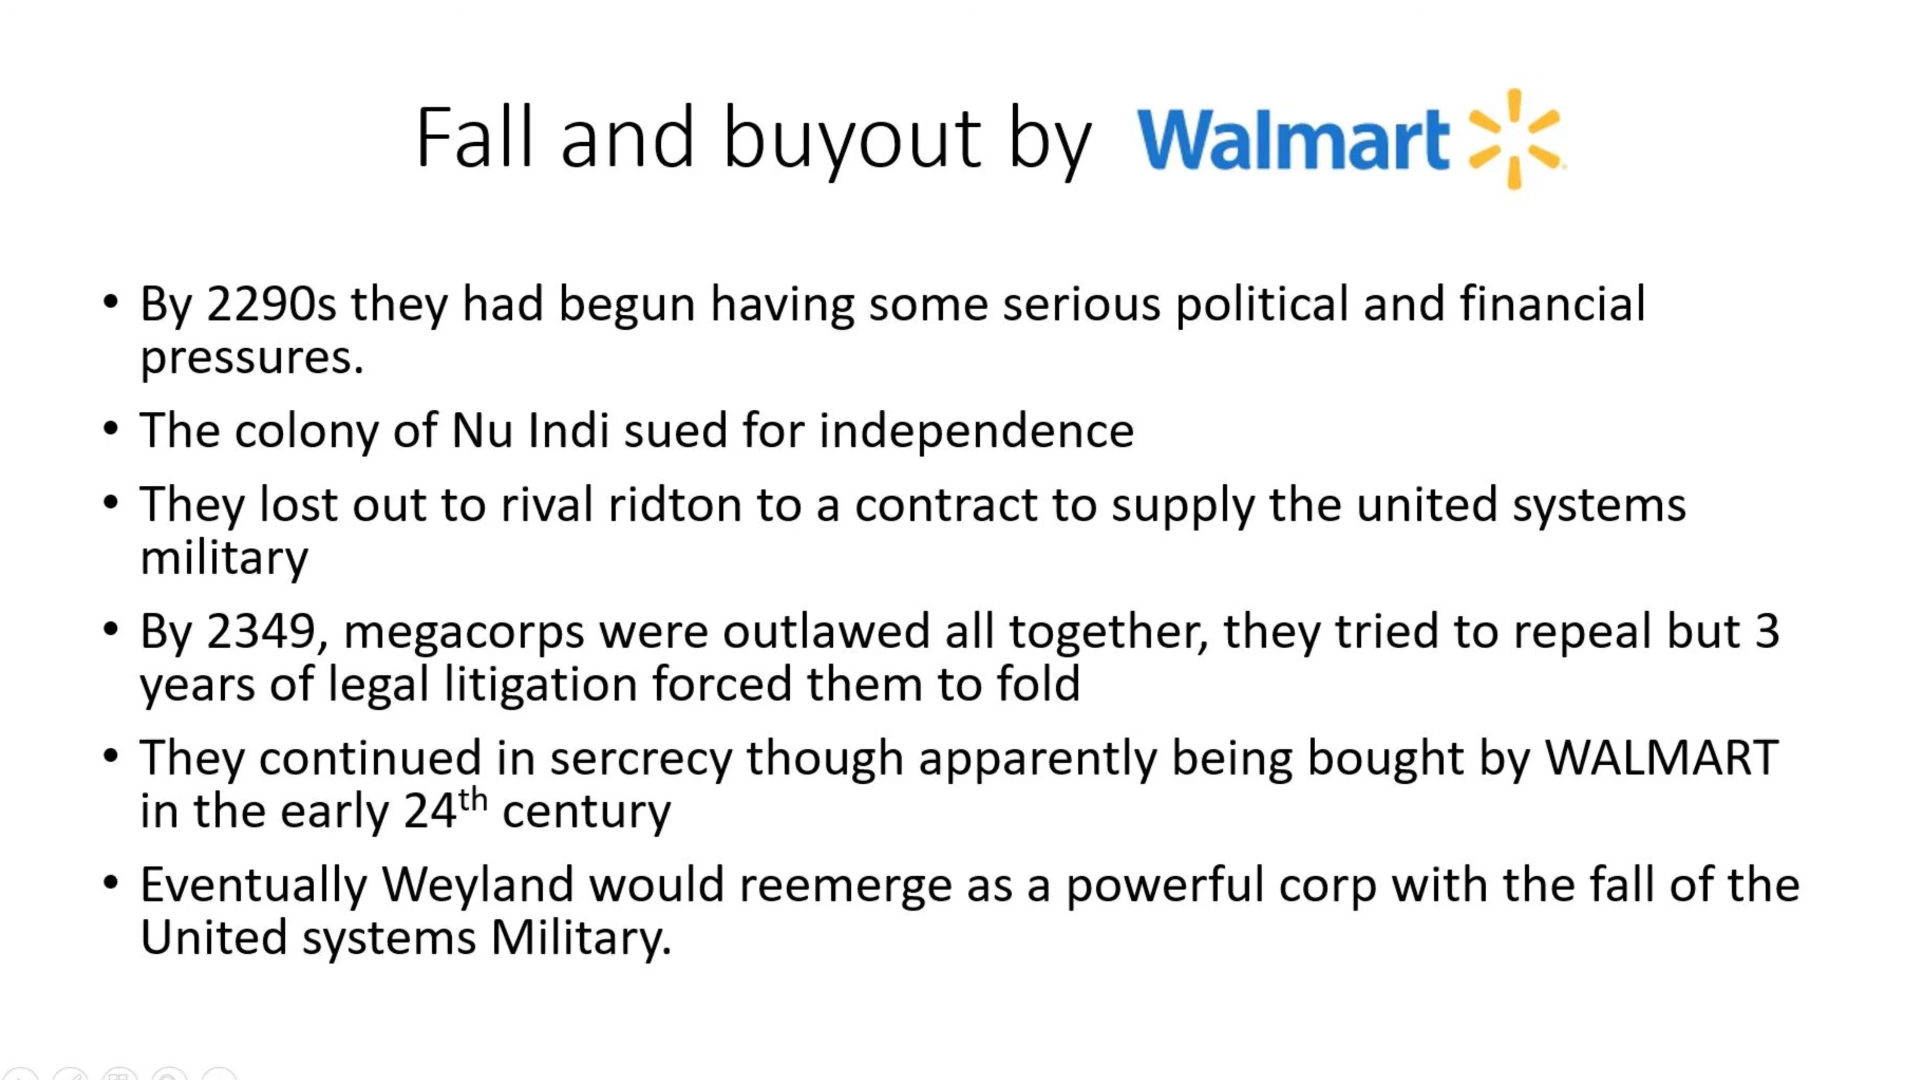 Fall and buyout by Walmart
• By 2290s they had begun having some serious political and financial
pressures.
• The colony of Nu Indi sued for independence
• They lost out to rival ridton to a contract to supply the united systems
military
• By 2349, megacorps were outlawed all together, they tried to repeal but 3
years of legal litigation forced them to fold
• They continued in sercrecy though apparently being bought by WALMART
in the early 24th century
• Eventually Weyland would reemerge as a powerful corp with the fall of the
United systems Military.